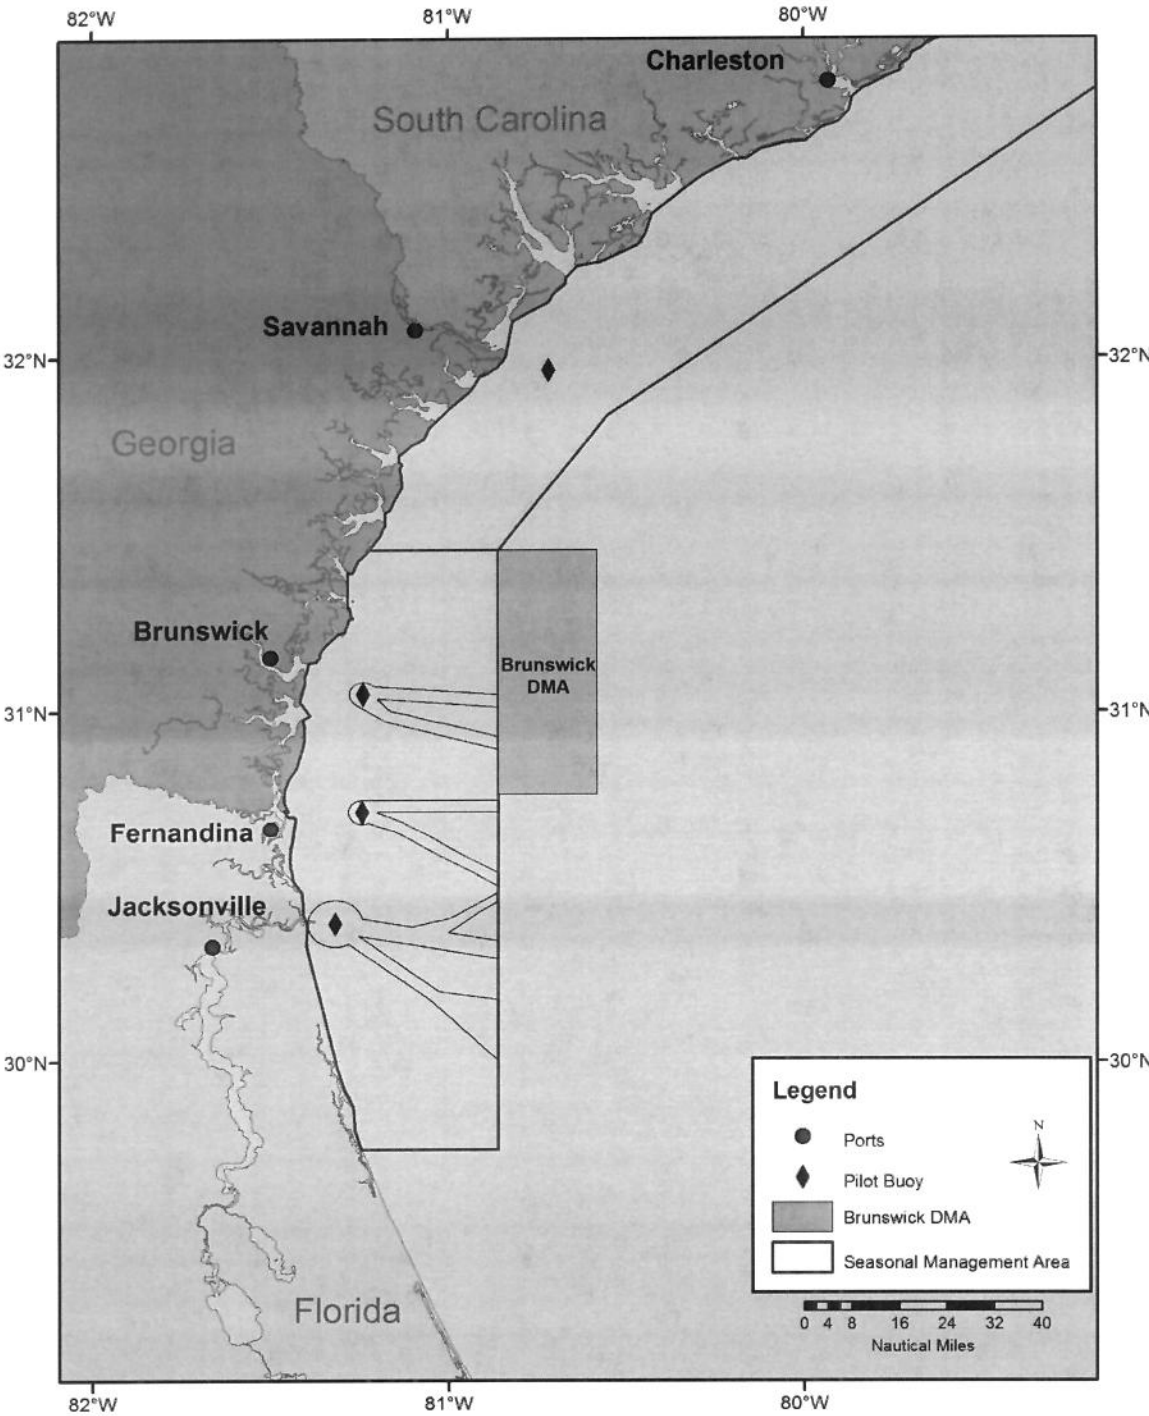 82°W 81°W 80°W
Charleston
South Carolina
Savannah
32°N 32°N
Georgia
Brunswick
Brunswick
DMA
31°N 31°N
Fernandina
Jacksonville
30°N 30°N
Legend
N
Ports
Pilot Buoy
Brunswick DMA
Seasonal Management Area
Florida
0 4 8 16 24 32 40
Nautical Miles
82°W 81°W 80°W